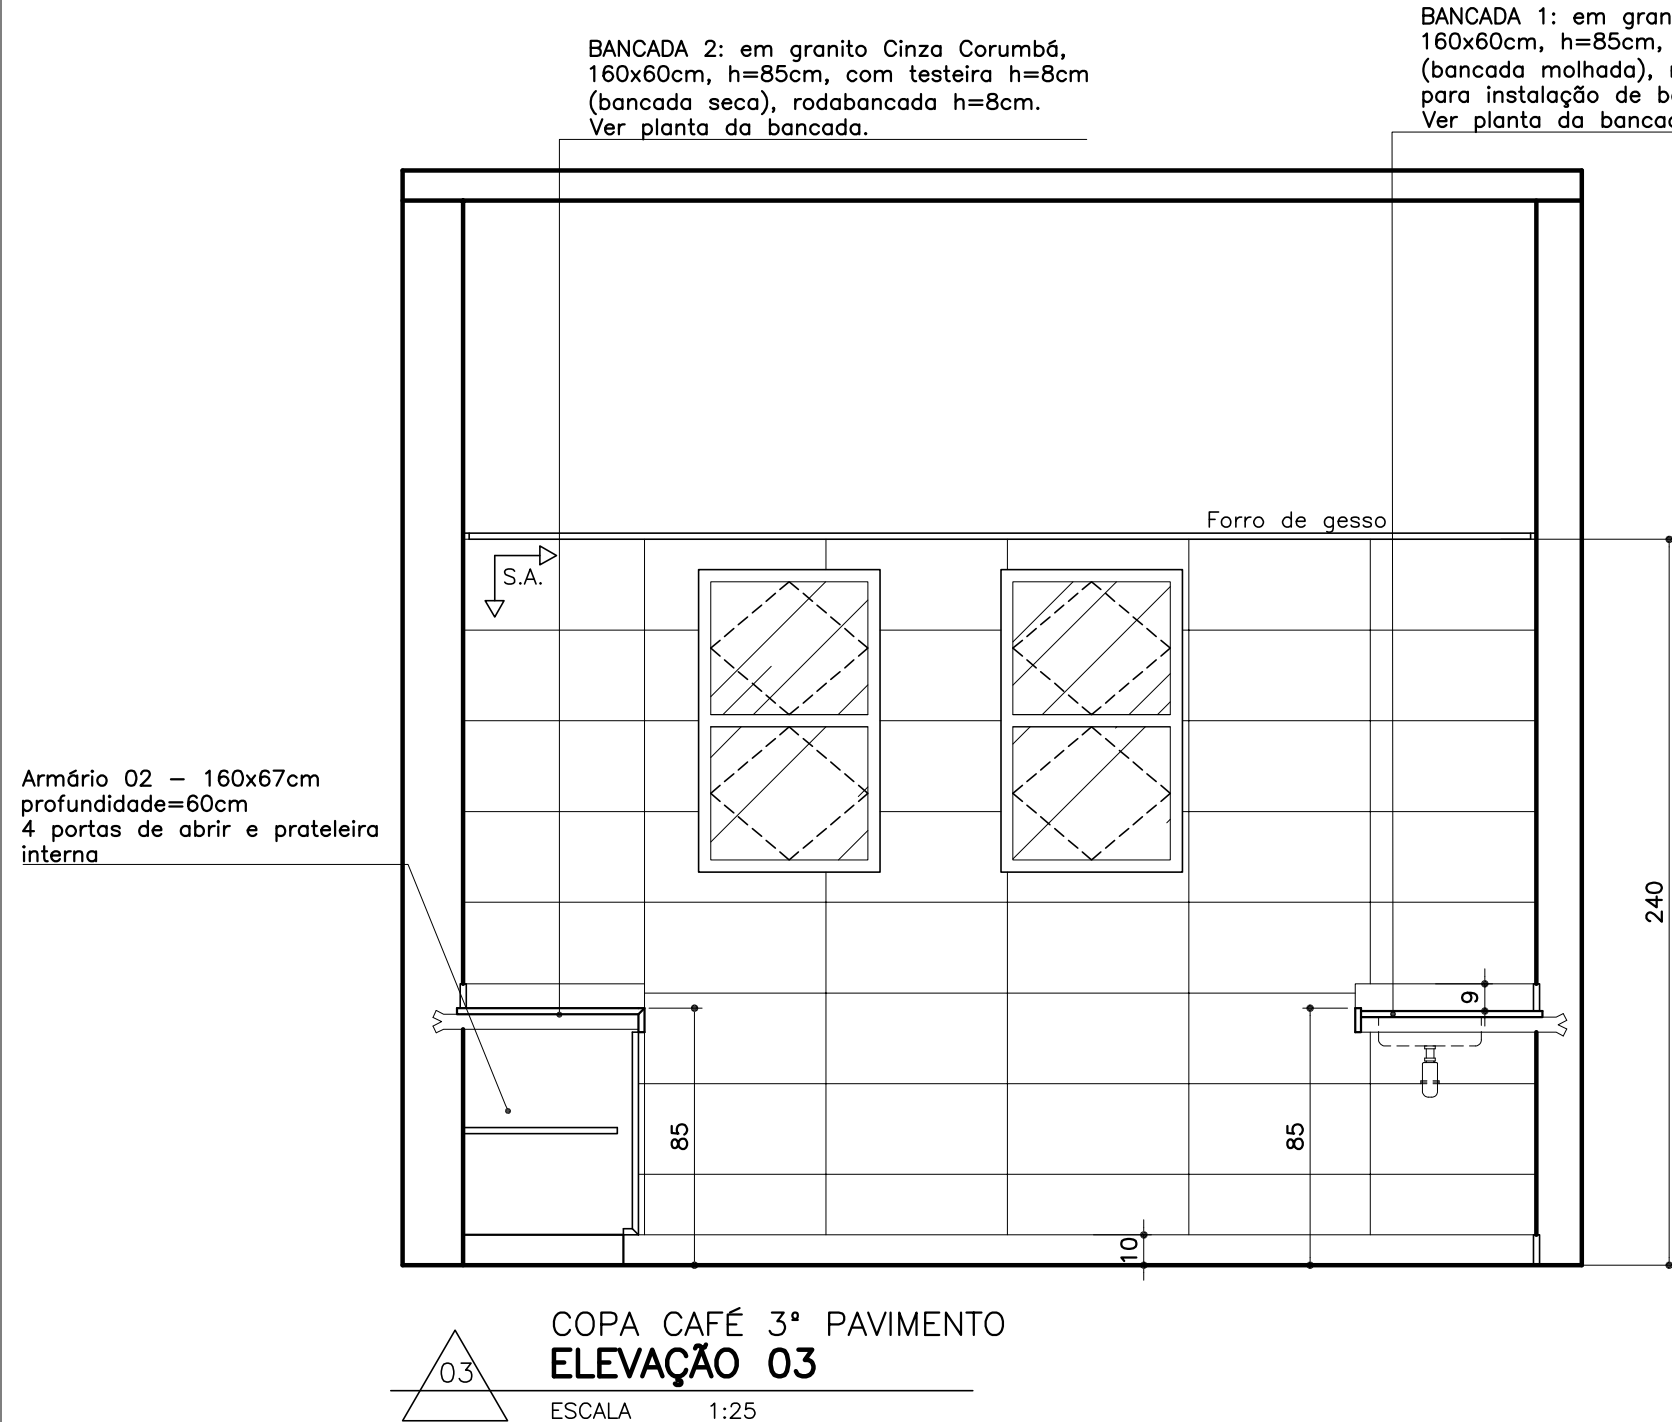 BANCADA 2: em granito Cinza Corumbá,
160x60cm, h=85cm, com testeira h=8cm
(bancada seca), rodabancada h=8cm.
Ver planta da bancada.
BANCADA 1: em
160x60cm, h=85cm,
(bancada molhada),
para instalação de
Ver planta da
Forro de gesso
S.A.
Armário 02 - 160x67cm
profundidade=60cm
4 portas de abrir e prateleira
interna
240
9
85
85
10
COPA CAFÉ 3ª PAVIMENTO
03
ELEVAÇÃO 03
ESCALA 1:25